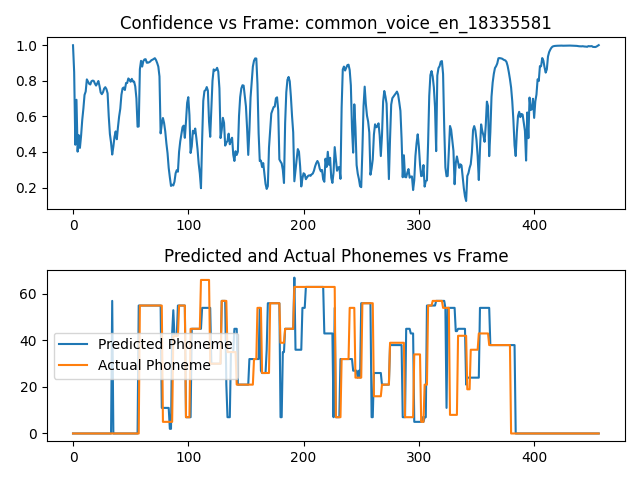 Confidence vs Frame: common_voice_en_18335581
1.0
0.8
0.6
0.4
0.2
0 100 200 300 400
Predicted and Actual Phonemes vs Frame
60
40
20
0
Predicted Phoneme
Actual Phoneme
0 100 200 300 400